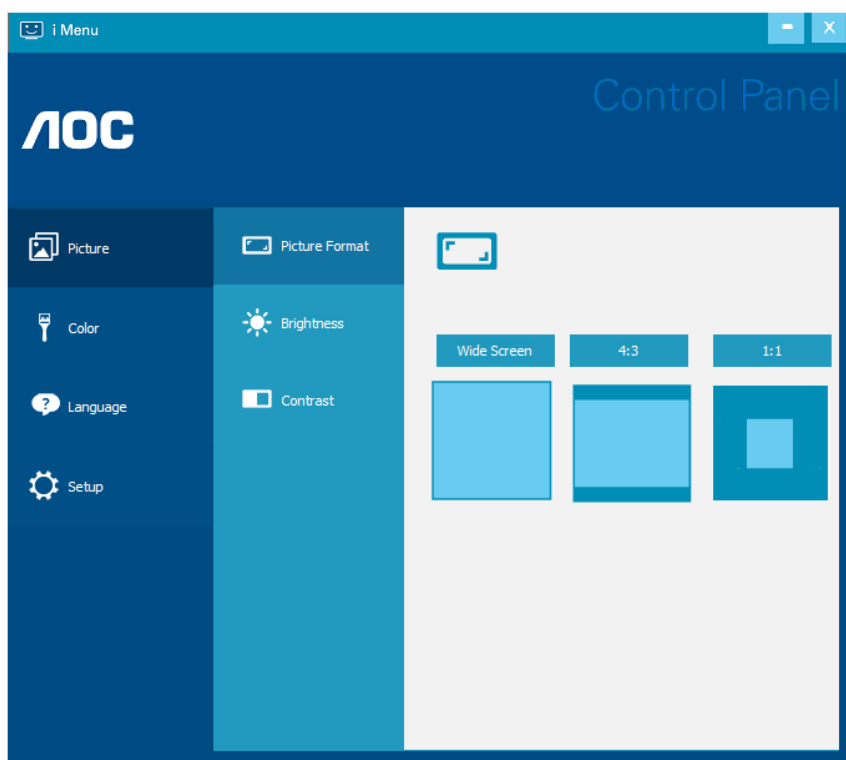 i Menu
- X
Control Panel
AOC
Picture
Color
Language
Setup
Picture Format
Brightness
Contrast
Wide Screen 4:3 1:1